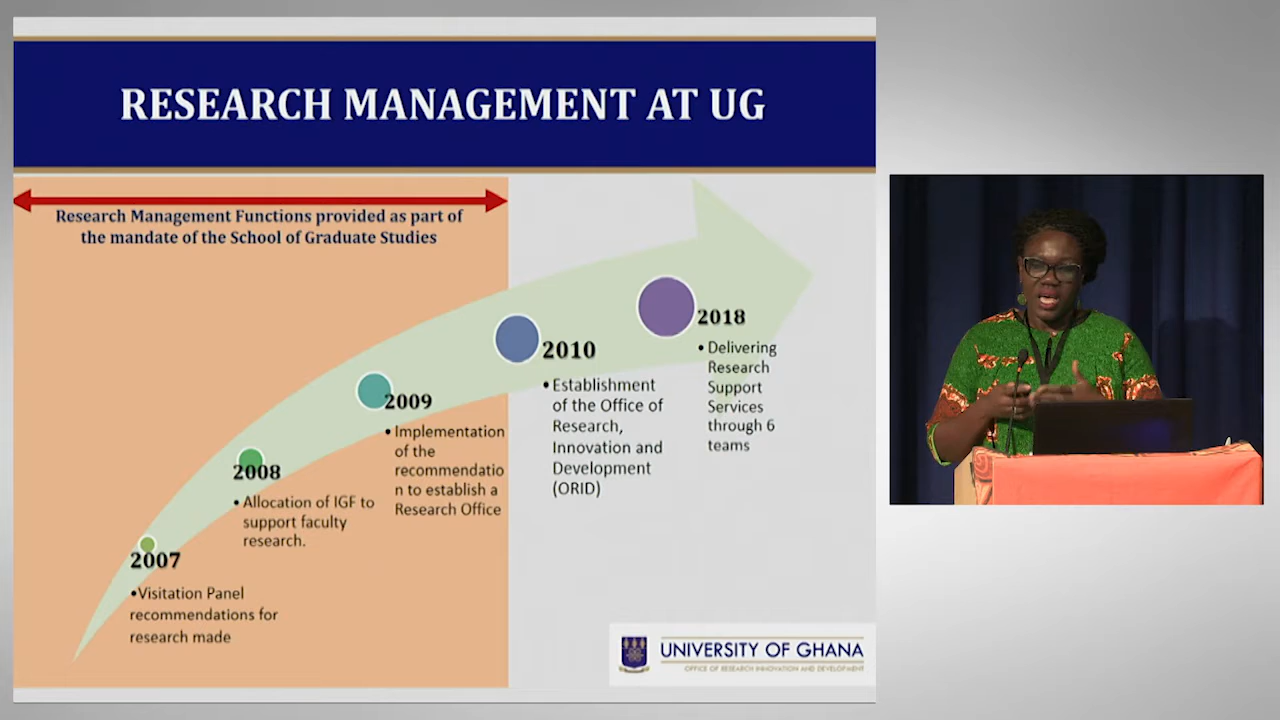 RESEARCH MANAGEMENT AT UG
Research Management Functions provided as part of
the mandate of the School of Graduate Studies
2018
• Delivering
Research
Support
Services
through 6
teams
2010
• Establishment
of the Office of
Research,
Innovation and
Development
(ORID)
2009
• Implementation
of the
recommendatio
n to establish a
Research Office
2008
• Allocation of IGF to
support faculty
research.
2007
•Visitation Panel
recommendations for
research made
UNIVERSITY OF GHANA
OFFICE OF RESEARCH INNOVATION AND DEVELOPMENT